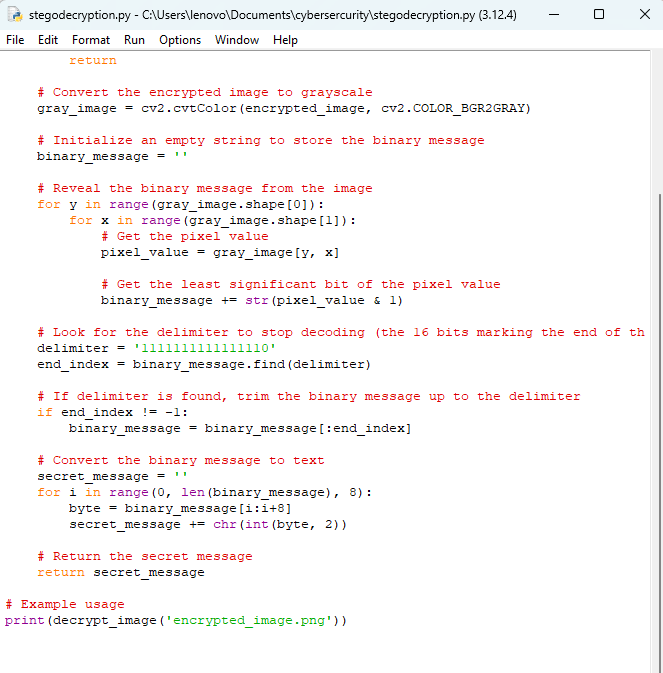 stegodecryption.py - C:\Users\lenovo\Documents\cybersercurity\stegodecryption.py (3.12.4)
File Edit Format Run Options Window Help
        return

    # Convert the encrypted image to grayscale
    gray_image = cv2.cvtColor(encrypted_image, cv2.COLOR_BGR2GRAY)

    # Initialize an empty string to store the binary message
    binary_message = ''

    # Reveal the binary message from the image
    for y in range(gray_image.shape[0]):
        for x in range(gray_image.shape[1]):
            # Get the pixel value
            pixel_value = gray_image[y, x]

            # Get the least significant bit of the pixel value
            binary_message += str(pixel_value & 1)

    # Look for the delimiter to stop decoding (the 16 bits marking the end of th
    delimiter = '1111111111111110'
    end_index = binary_message.find(delimiter)

    # If delimiter is found, trim the binary message up to the delimiter
    if end_index != -1:
        binary_message = binary_message[:end_index]

    # Convert the binary message to text
    secret_message = ''
    for i in range(0, len(binary_message), 8):
        byte = binary_message[i:i+8]
        secret_message += chr(int(byte, 2))

    # Return the secret message
    return secret_message

# Example usage
print(decrypt_image('encrypted_image.png'))